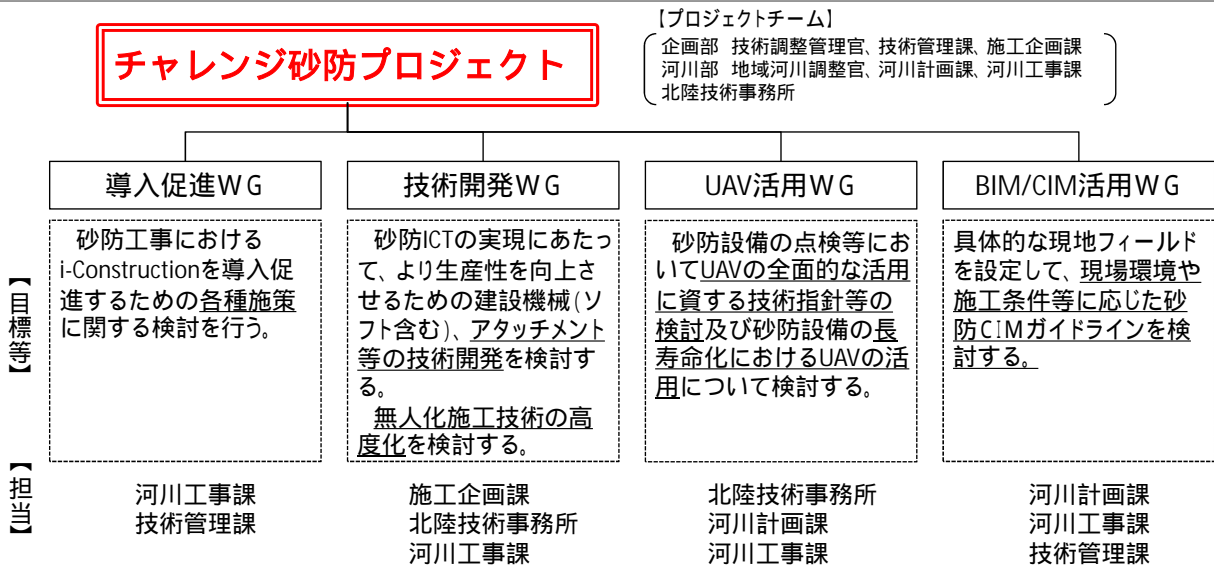 チャレンジ砂防プロジェクト
【プロジェクトチーム】
企画部 技術調整管理官、技術管理課、施工企画課
河川部 地域河川調整官、河川計画課、河川工事課
北陸技術事務所
導入促進WG
技術開発WG
UAV活用WG
BIM/CIM活用WG
【目標等】
砂防工事における
i-Constructionを導入促
進するための各種施策
に関する検討を行う。
砂防ICTの実現にあたっ
て、より生産性を向上さ
せるための建設機械(ソ
フト含む)、アタッチメント
等の技術開発を検討す
る。
無人化施工技術の高
度化を検討する。
砂防設備の点検等にお
いてUAVの全面的な活用
に資する技術指針等の
検討及び砂防設備の長
寿命化におけるUAVの活
用について検討する。
具体的な現地フィールド
を設定して、現場環境や
施工条件等に応じた砂
防CIMガイドラインを検
討する。
【担当】
河川工事課
技術管理課
施工企画課
北陸技術事務所
河川工事課
北陸技術事務所
河川計画課
河川工事課
河川計画課
河川工事課
技術管理課